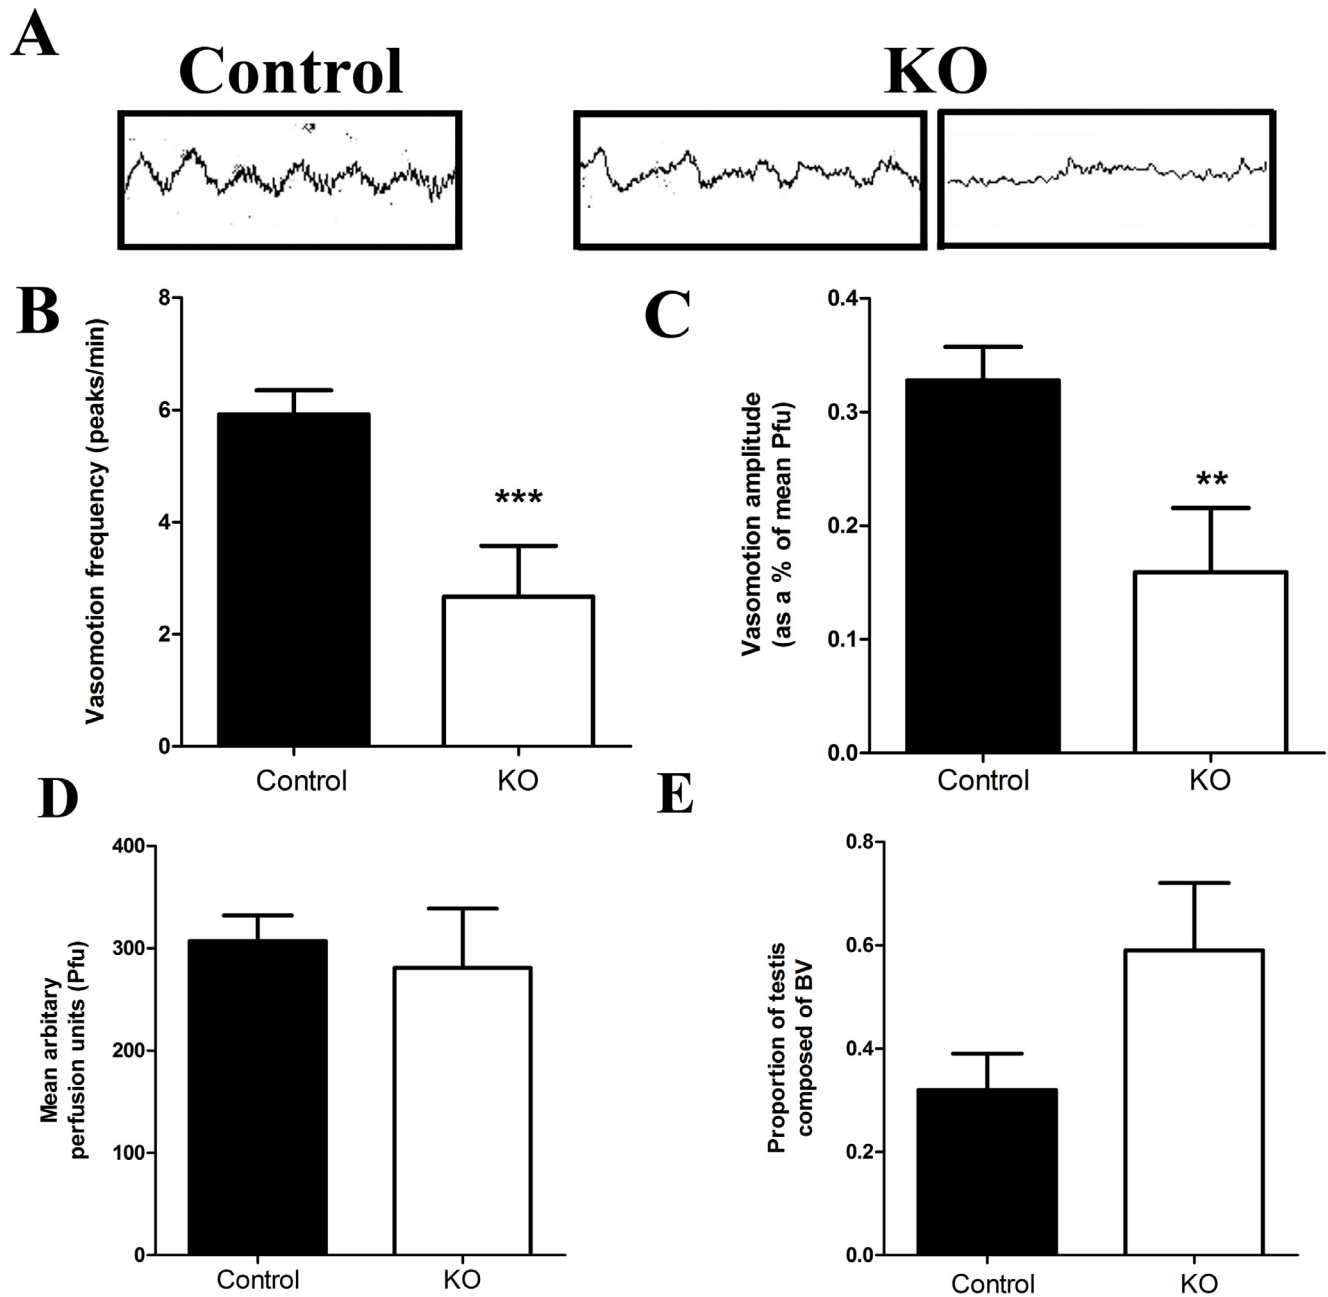 A
Control
KO
B
Vasomotion frequency (peaks/min)
8
6
4
2
0
***
Control
KO
C
Vasomotion amplitude
(as a % of mean Pfu)
0.4
0.3
0.2
0.1
0.0
**
Control
KO
D
Mean arbitary
perfusion units (Pfu)
400
300
200
100
0
Control
KO
E
Proportion of testis
composed of BV
0.8
0.6
0.4
0.2
0.0
Control
KO